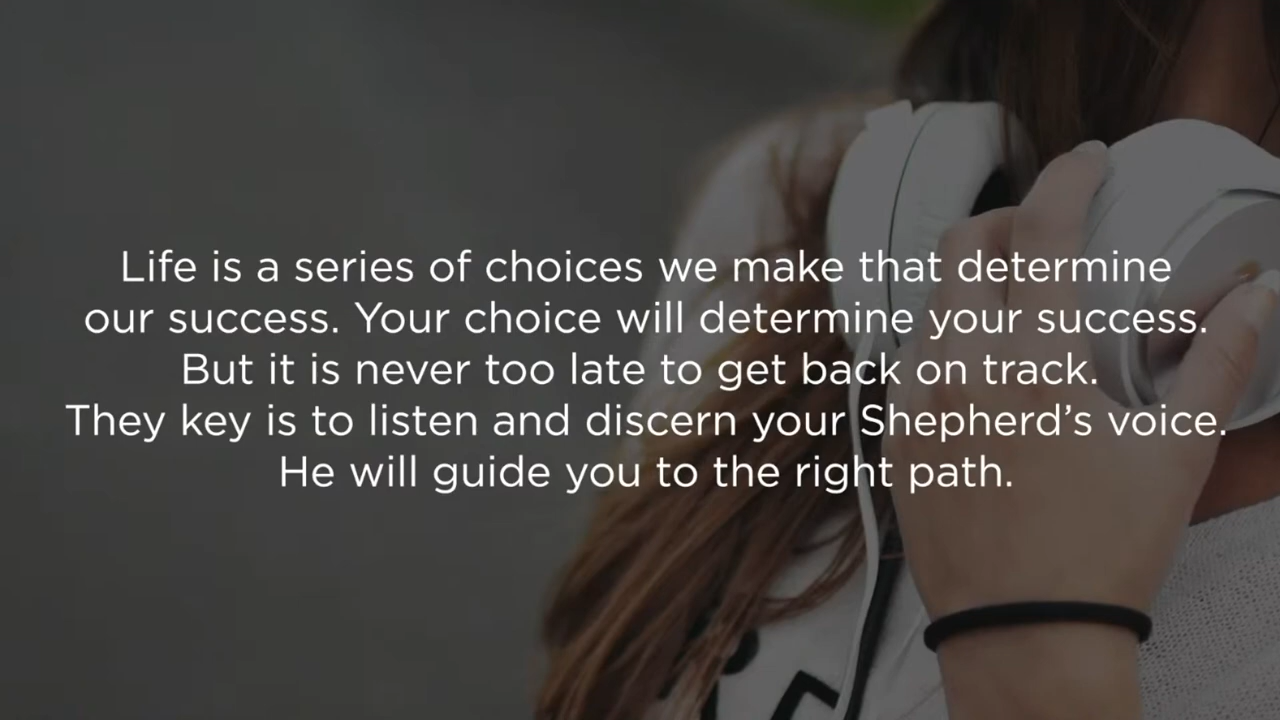 Life is a series of choices we make that determine
our success. Your choice will determine your success.
But it is never too late to get back on track.
They key is to listen and discern your Shepherd’s voice.
He will guide you to the right path.